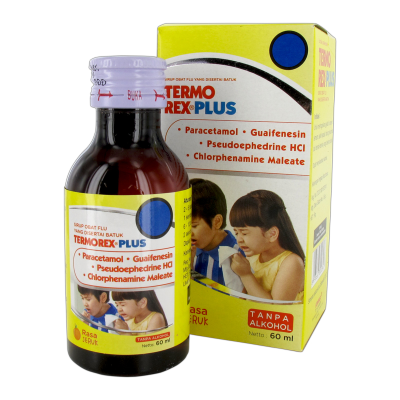 SIRUP OBAT FLU YANG DISERTAI BATUK
TERMO
REX®PLUS
• Paracetamol • Guaifenesin
• Pseudoephedrine HCl
• Chlorphenamine Maleate
TANPA
ALKOHOL
Netto : 60 ml
BUKA
SIRUP OBAT FLU
YANG DISERTAI BATUK
TERMOREX®PLUS
• Paracetamol • Guaifenesin
• Pseudoephedrine HCl
• Chlorphenamine Maleate
Rasa
JERUK
TANPA ALKOHOL
60 ml